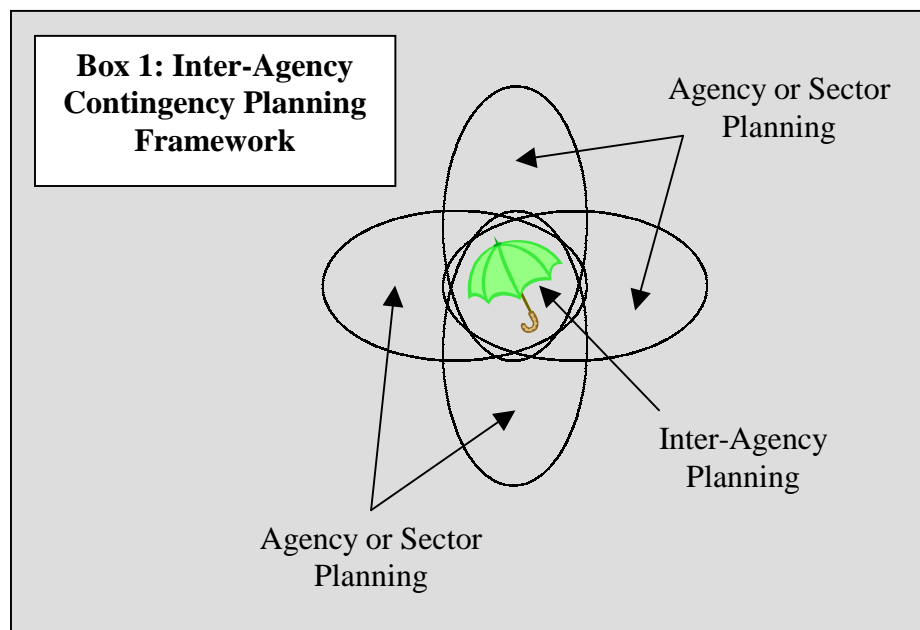 Box 1: Inter-Agency
Contingency Planning
Framework
Agency or Sector
Planning
Inter-Agency
Planning
Agency or Sector
Planning